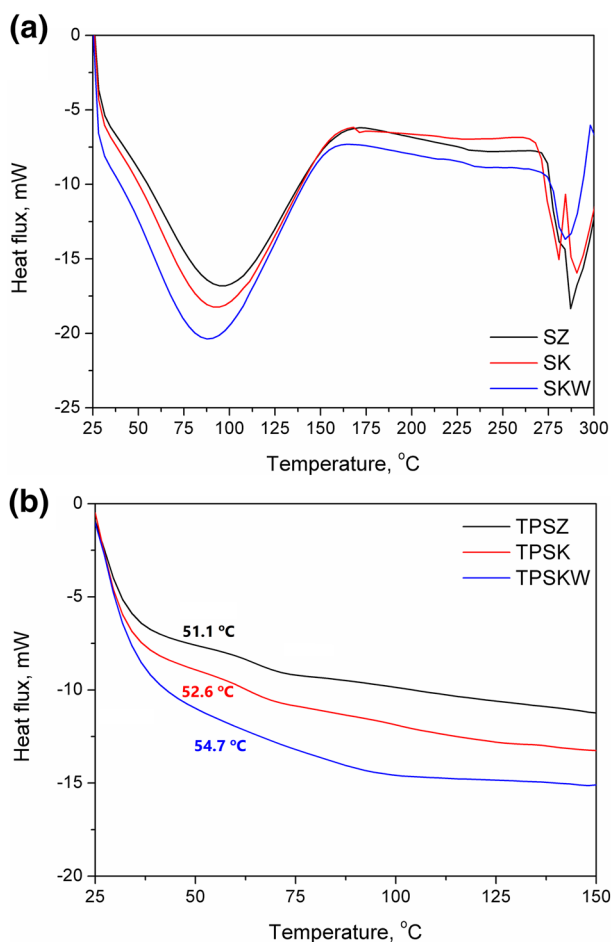 (a)
0
-5
-10
-15
-20
-25
Heat flux, mW
SZ
SK
SKW
25 50 75 100 125 150 175 200 225 250 275 300
Temperature, °C
(b)
0
-5
-10
-15
-20
Heat flux, mW
TPSZ
TPSK
TPSKW
51.1 °C
52.6 °C
54.7 °C
25 50 75 100 125 150
Temperature, °C